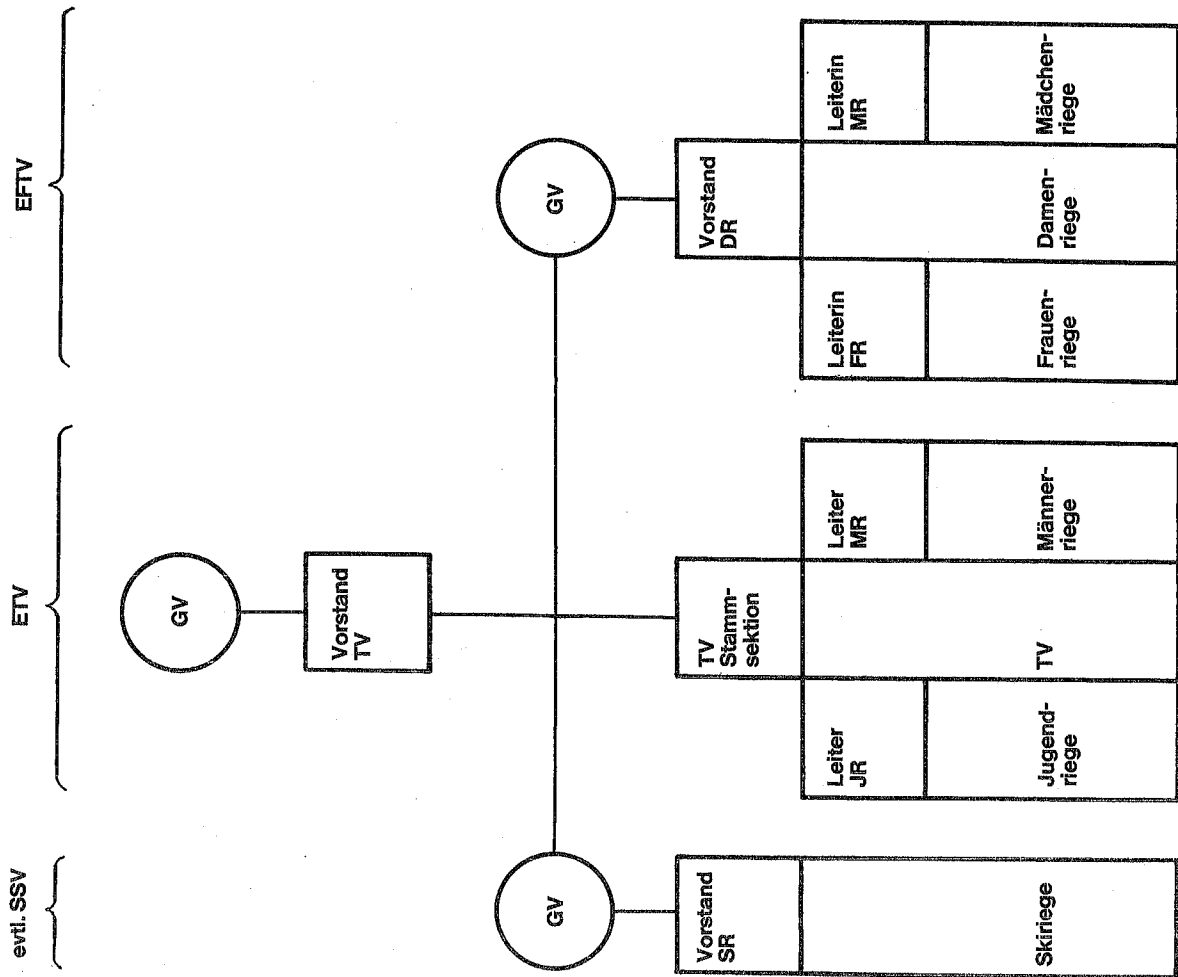 evtl. SSV
ETV
EFTV
GV
Vorstand
TV
GV
GV
Vorstand
SR
TV
Stamm-
sektion
Vorstand
DR
Leiter
JR
Leiter
MR
Leiterin
FR
Leiterin
MR
Skiriege
Jugend-
riege
TV
Männer-
riege
Frauen-
riege
Damen-
riege
Mädchen-
riege